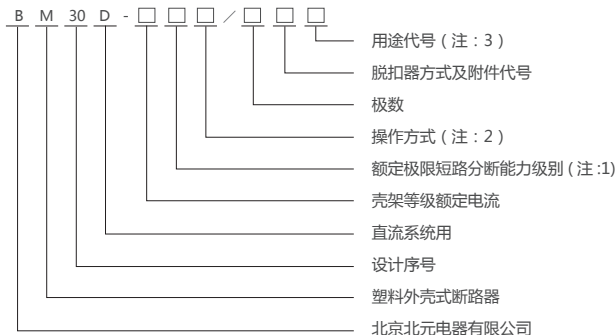 B M 30 D - □ □ □ / □ □ □
用途代号（注：3）
脱扣器方式及附件代号
极数
操作方式（注：2）
额定极限短路分断能力级别（注:1)
壳架等级额定电流
直流系统用
设计序号
塑料外壳式断路器
北京北元电器有限公司